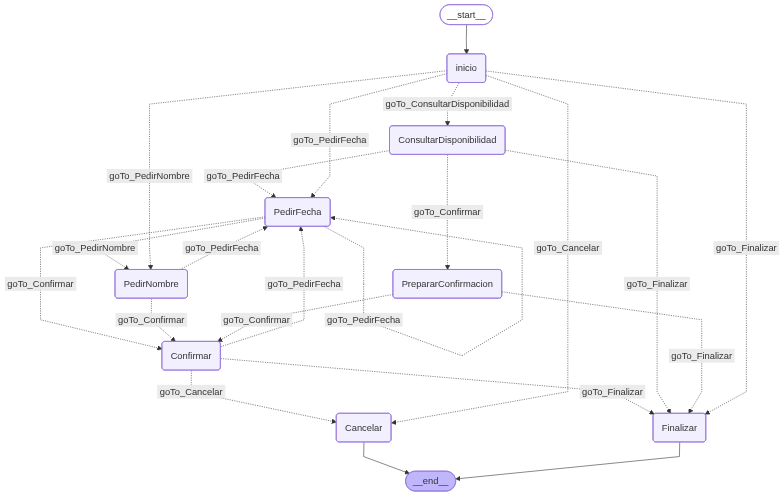 __start__
inicio
goTo_ConsultarDisponibilidad
goTo_PedirFecha
ConsultarDisponibilidad
goTo_PedirNombre
goTo_PedirFecha
PedirFecha
goTo_Confirmar
goTo_PedirNombre
goTo_PedirFecha
goTo_Cancelar
goTo_Finalizar
goTo_Confirmar
PedirNombre
goTo_PedirFecha
PrepararConfirmacion
goTo_Finalizar
goTo_Confirmar
goTo_Confirmar
goTo_PedirFecha
Confirmar
goTo_Finalizar
goTo_Cancelar
goTo_Finalizar
Cancelar
Finalizar
__end__